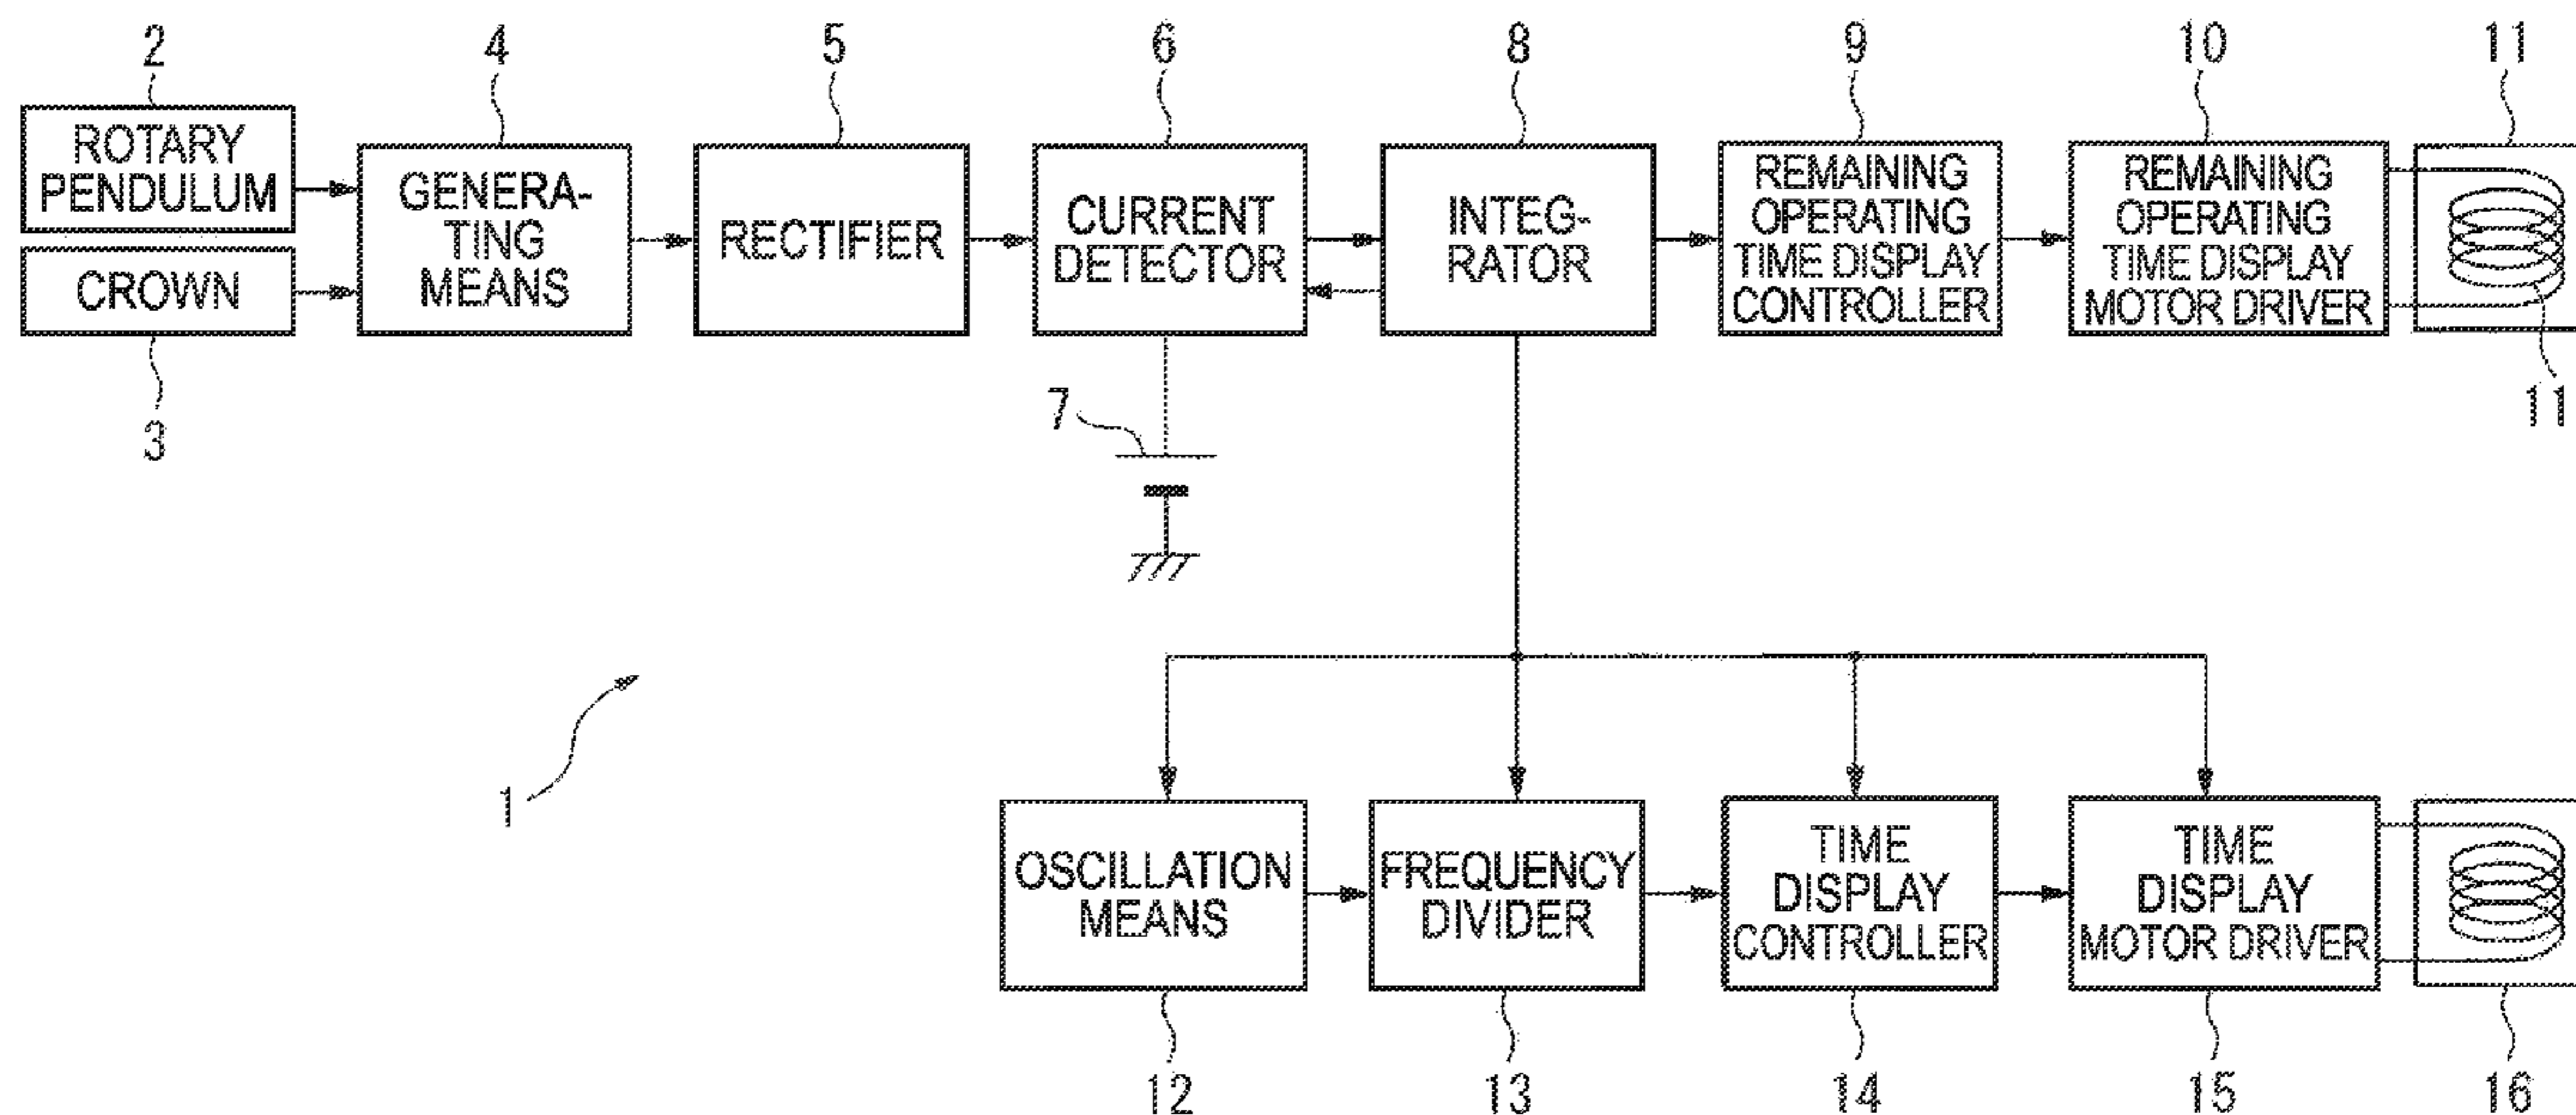 2
4
5
6
8
9
10
11
ROTARY
PENDULUM
CROWN
3
GENERA-
TING
MEANS
RECTIFIER
CURRENT
DETECTOR
INTEG-
RATOR
REMAINING
OPERATING
TIME DISPLAY
CONTROLLER
REMAINING
OPERATING
TIME DISPLAY
MOTOR DRIVER
11
7
1
OSCILLATION
MEANS
FREQUENCY
DIVIDER
TIME
DISPLAY
CONTROLLER
TIME
DISPLAY
MOTOR DRIVER
12
13
14
15
16